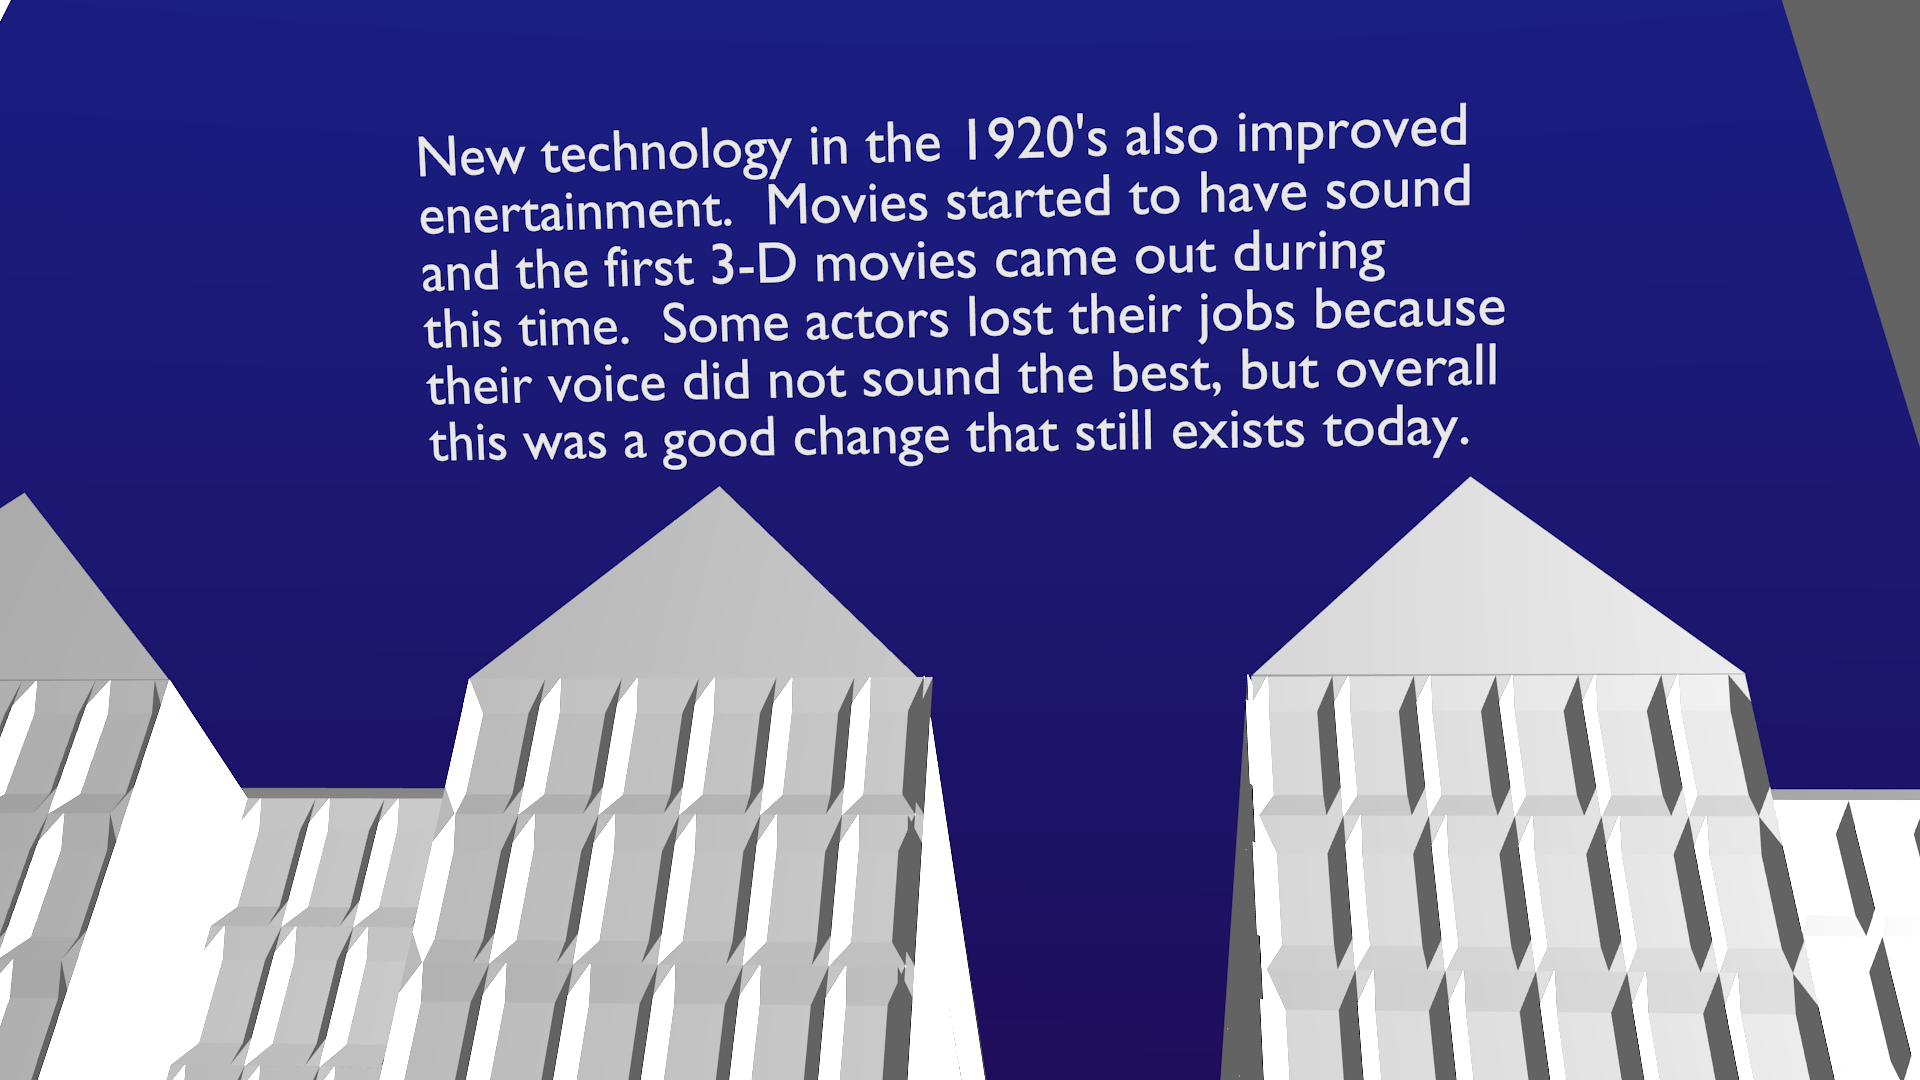 New technology in the 1920's also improved
enertainment.  Movies started to have sound
and the first 3-D movies came out during
this time.  Some actors lost their jobs because
their voice did not sound the best, but overall
this was a good change that still exists today.